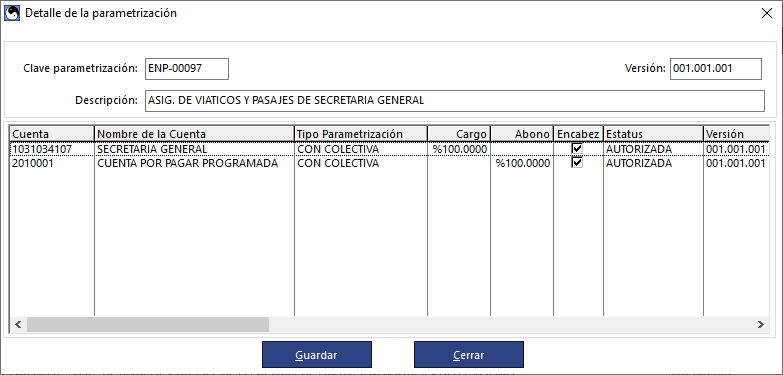 Detalle de la parametrización
Clave parametrización: ENP-00097 Versión: 001.001.001
Descripción: ASIG. DE VIATICOS Y PASAJES DE SECRETARIA GENERAL
Cuenta Nombre de la Cuenta Tipo Parametrización Cargo Abono Encabez Estatus Versión
1031034107 SECRETARIA GENERAL CON COLECTIVA %100.0000 AUTORIZADA 001.001.001
2010001 CUENTA POR PAGAR PROGRAMADA CON COLECTIVA %100.0000 AUTORIZADA 001.001.001
Guardar Cerrar